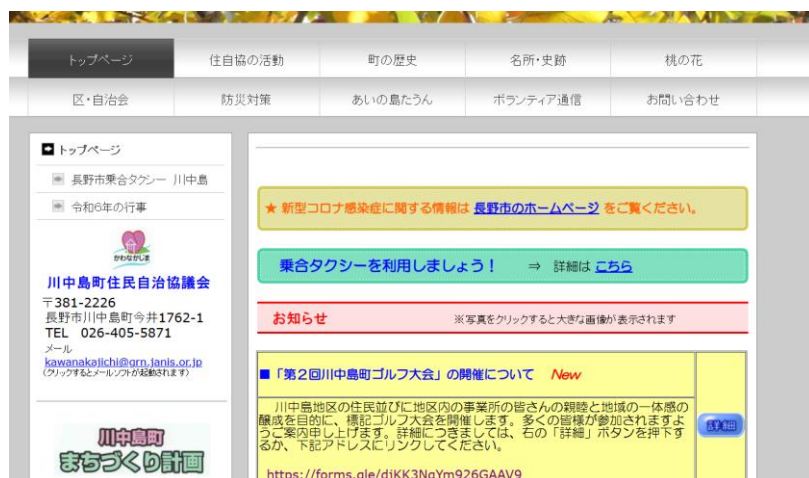 トップページ
住自協の活動
町の歴史
名所・史跡
桃の花
区・自治会
防災対策
あいの島たうん
ボランティア通信
お問い合わせ
トップページ
長野市乗合タクシー 川中島
令和6年の行事
かわなかじま
川中島町住民自治協議会
〒381-2226
長野市川中島町今井1762-1
TEL 026-405-5871
メール
kawanakajichi@grn.janis.or.jp
(クリックするとメールソフトが起動されます)
川中島町
まちづくり計画
★ 新型コロナ感染症に関する情報は 長野市のホームページ をご覧ください。
乗合タクシーを利用しましょう! ⇒ 詳細は こちら
お知らせ ※写真をクリックすると大きな画像が表示されます
■「第2回川中島町ゴルフ大会」の開催について New
川中島地区の住民並びに地区内の事業所の皆さんの親睦と地域の一体感の
醸成を目的に、標記ゴルフ大会を開催します。多くの皆様が参加されますよ
うご案内申し上げます。詳細につきましては、右の「詳細」ボタンを押下す
るか、下記アドレスにリンクしてください。
詳細
https://forms.gle/djKK3NgYm926GAAV9